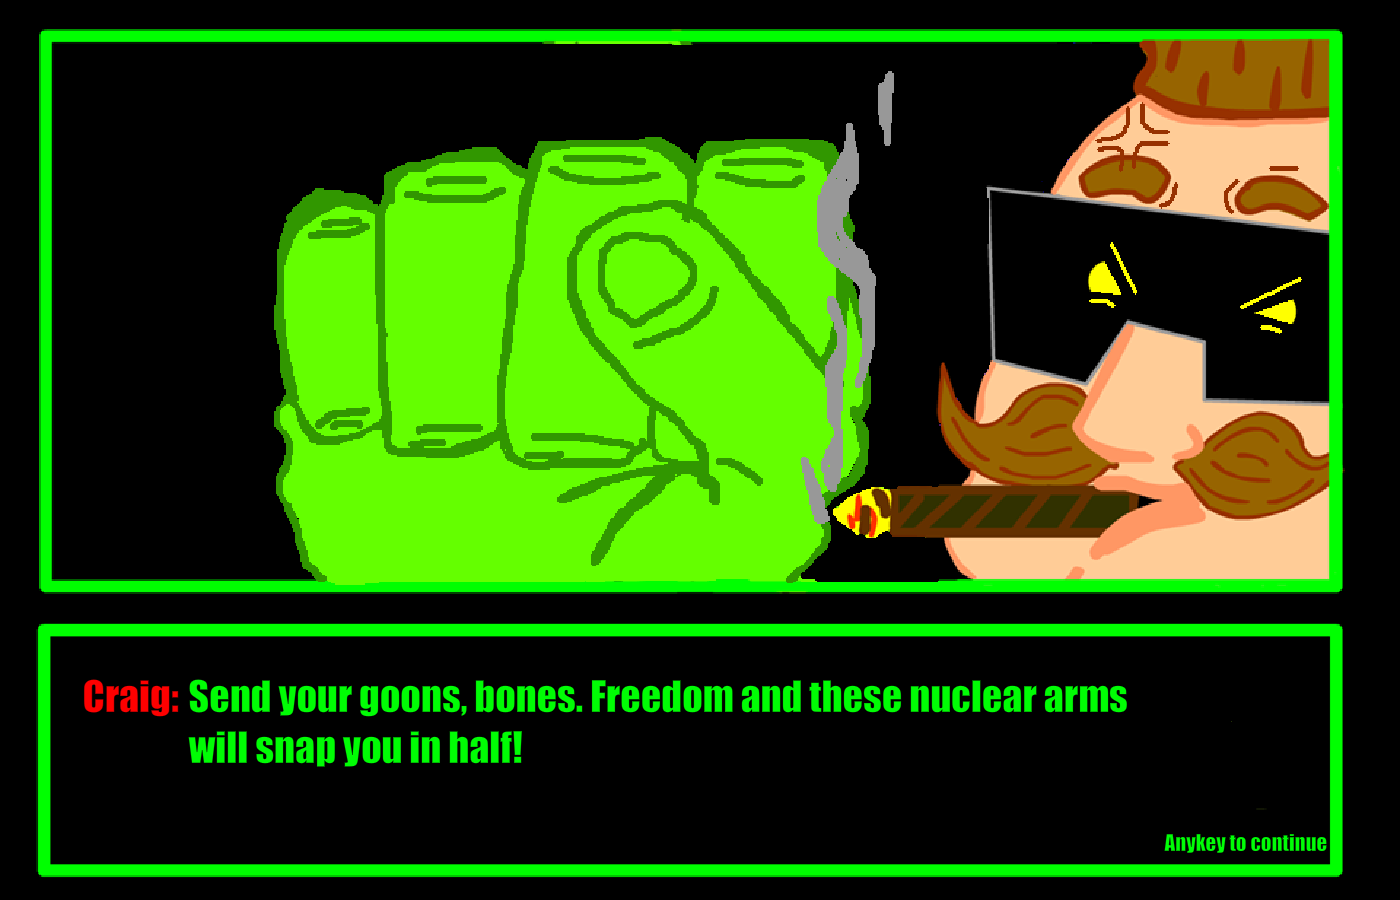 Craig: Send your goons, bones. Freedom and these nuclear arms
will snap you in half!
Anykey to continue